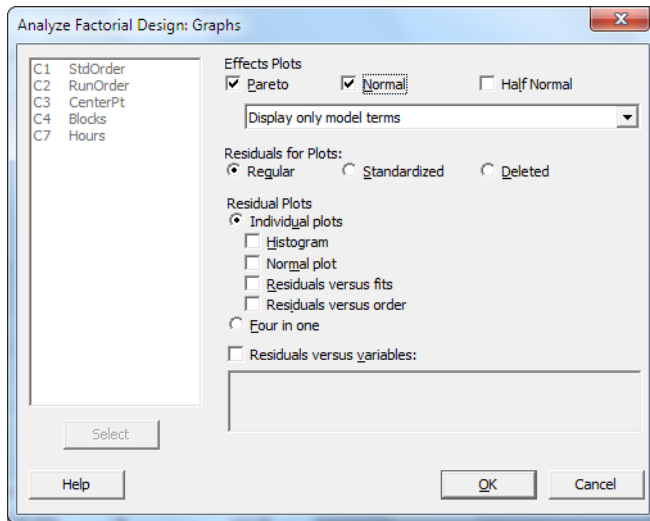 Analyze Factorial Design: Graphs
C1 StdOrder
C2 RunOrder
C3 CenterPt
C4 Blocks
C7 Hours
Select
Effects Plots
Pareto Normal Half Normal
Display only model terms
Residuals for Plots:
Regular Standardized Deleted
Residual Plots
Individual plots
Histogram
Normal plot
Residuals versus fits
Residuals versus order
Four in one
Residuals versus variables:
Help OK Cancel